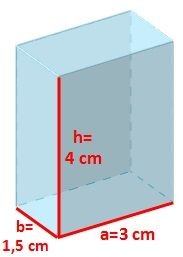 h=
4 cm
b=
1,5 cm
a=3 cm